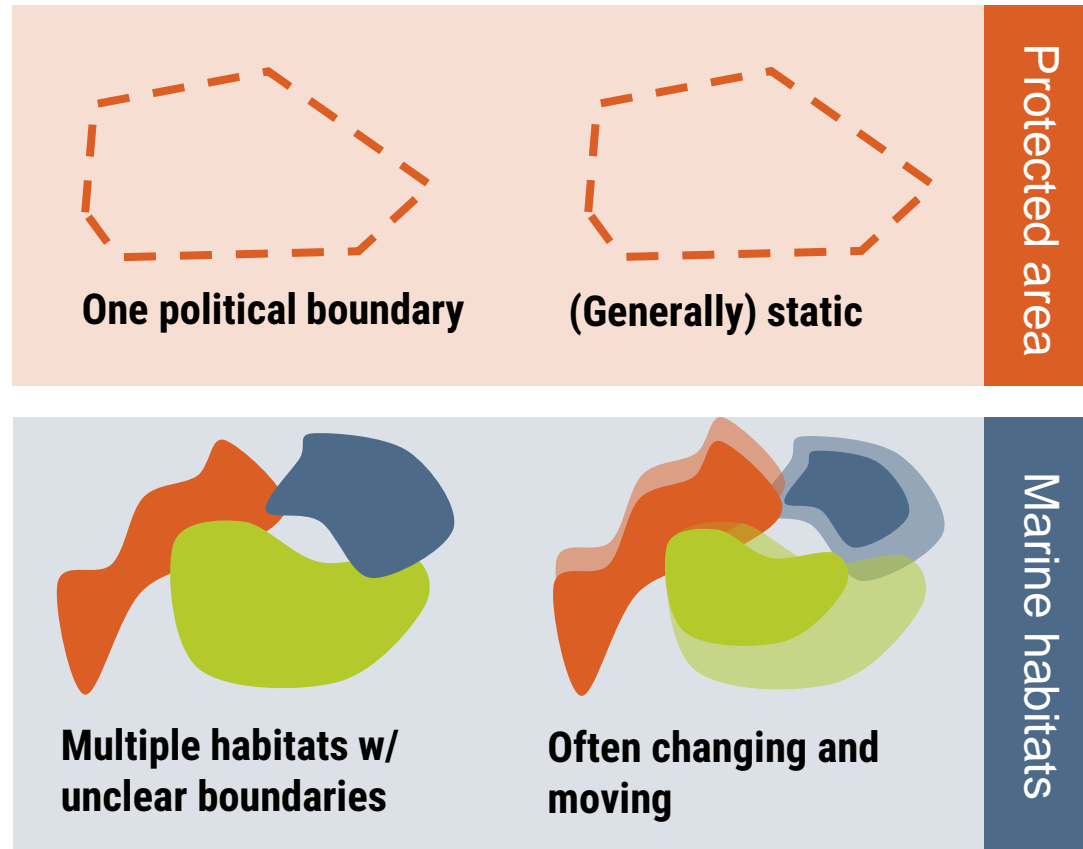 One political boundary
(Generally) static
Protected area
Multiple habitats w/
unclear boundaries
Often changing and
moving
Marine habitats